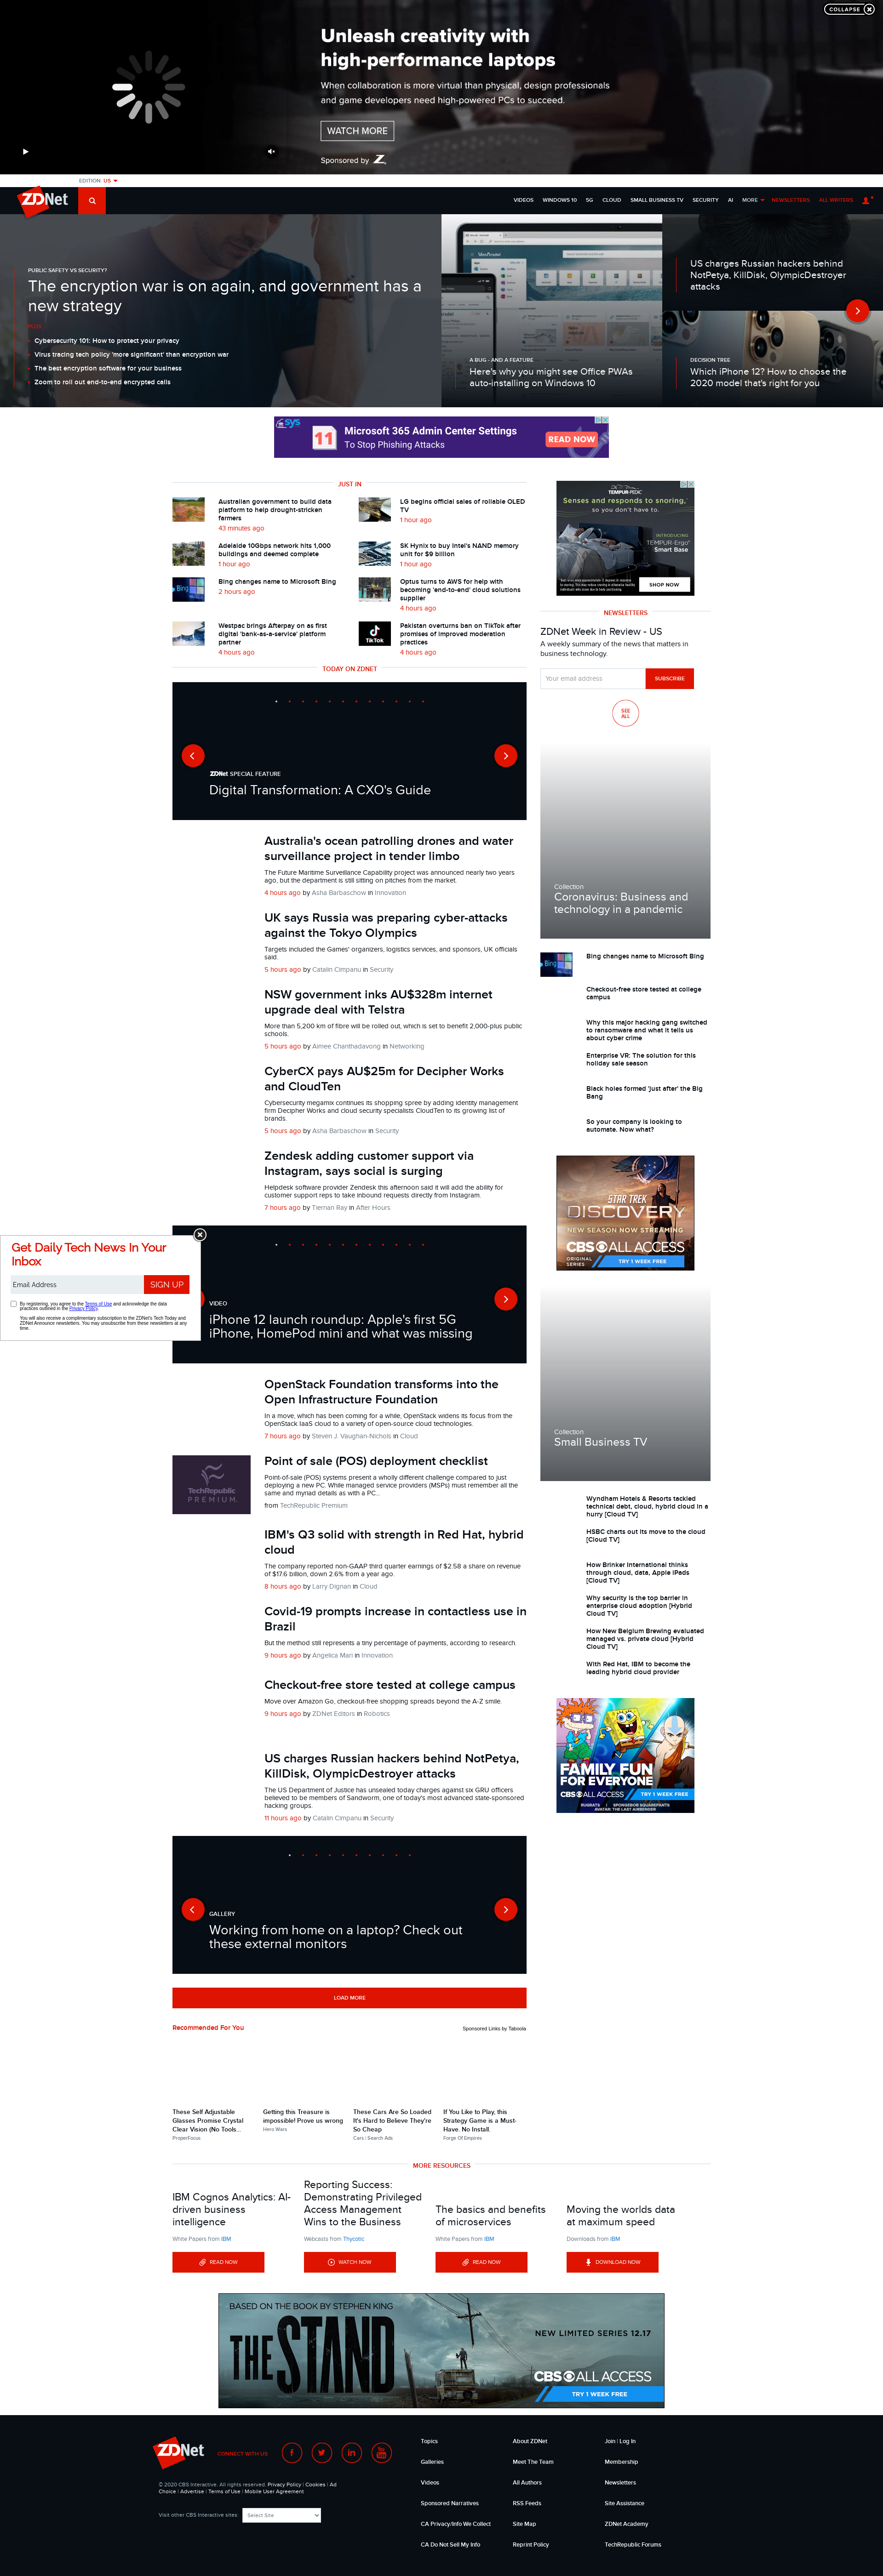 COLLAPSE
Unleash creativity with
high-performance laptops
When collaboration is more virtual than physical, design professionals
and game developers need high-powered PCs to succeed.
WATCH MORE
Sponsored by
EDITION: US
ZDNet
VIDEOS WINDOWS 10 5G CLOUD SMALL BUSINESS TV SECURITY AI MORE NEWSLETTERS ALL WRITERS
PUBLIC SAFETY VS SECURITY?
The encryption war is on again, and government has a
new strategy
PLUS
Cybersecurity 101: How to protect your privacy
Virus tracing tech policy 'more significant' than encryption war
The best encryption software for your business
Zoom to roll out end-to-end encrypted calls
A BUG - AND A FEATURE
Here's why you might see Office PWAs
auto-installing on Windows 10
US charges Russian hackers behind
NotPetya, KillDisk, OlympicDestroyer
attacks
DECISION TREE
Which iPhone 12? How to choose the
2020 model that's right for you
sys
11
Microsoft 365 Admin Center Settings
To Stop Phishing Attacks
READ NOW
JUST IN
Australian government to build data
platform to help drought-stricken
farmers
43 minutes ago
LG begins official sales of rollable OLED
TV
1 hour ago
Adelaide 10Gbps network hits 1,000
buildings and deemed complete
1 hour ago
SK Hynix to buy Intel's NAND memory
unit for $9 billion
1 hour ago
Bing changes name to Microsoft Bing
2 hours ago
Optus turns to AWS for help with
becoming 'end-to-end' cloud solutions
supplier
4 hours ago
Westpac brings Afterpay on as first
digital 'bank-as-a-service' platform
partner
4 hours ago
TikTok
Pakistan overturns ban on TikTok after
promises of improved moderation
practices
4 hours ago
TODAY ON ZDNET
ZDNet SPECIAL FEATURE
Digital Transformation: A CXO's Guide
Australia's ocean patrolling drones and water
surveillance project in tender limbo
The Future Maritime Surveillance Capability project was announced nearly two years
ago, but the department is still sitting on pitches from the market.
4 hours ago by Asha Barbaschow in Innovation
UK says Russia was preparing cyber-attacks
against the Tokyo Olympics
Targets included the Games' organizers, logistics services, and sponsors, UK officials
said.
5 hours ago by Catalin Cimpanu in Security
NSW government inks AU$328m internet
upgrade deal with Telstra
More than 5,200 km of fibre will be rolled out, which is set to benefit 2,000-plus public
schools.
5 hours ago by Aimee Chanthadavong in Networking
CyberCX pays AU$25m for Decipher Works
and CloudTen
Cybersecurity megamix continues its shopping spree by adding identity management
firm Decipher Works and cloud security specialists CloudTen to its growing list of
brands.
5 hours ago by Asha Barbaschow in Security
Zendesk adding customer support via
Instagram, says social is surging
Helpdesk software provider Zendesk this afternoon said it will add the ability for
customer support reps to take inbound requests directly from Instagram.
7 hours ago by Tiernan Ray in After Hours
VIDEO
iPhone 12 launch roundup: Apple's first 5G
iPhone, HomePod mini and what was missing
Get Daily Tech News In Your
Inbox
Email Address
SIGN UP
By registering, you agree to the Terms of Use and acknowledge the data
practices outlined in the Privacy Policy.
You will also receive a complimentary subscription to the ZDNet's Tech Today and
ZDNet Announce newsletters. You may unsubscribe from these newsletters at any
time.
OpenStack Foundation transforms into the
Open Infrastructure Foundation
In a move, which has been coming for a while, OpenStack widens its focus from the
OpenStack IaaS cloud to a variety of open-source cloud technologies.
7 hours ago by Steven J. Vaughan-Nichols in Cloud
TechRepublic
PREMIUM.
Point of sale (POS) deployment checklist
Point-of-sale (POS) systems present a wholly different challenge compared to just
deploying a new PC. While managed service providers (MSPs) must remember all the
same and myriad details as with a PC...
from TechRepublic Premium
IBM's Q3 solid with strength in Red Hat, hybrid
cloud
The company reported non-GAAP third quarter earnings of $2.58 a share on revenue
of $17.6 billion, down 2.6% from a year ago.
8 hours ago by Larry Dignan in Cloud
Covid-19 prompts increase in contactless use in
Brazil
But the method still represents a tiny percentage of payments, according to research.
9 hours ago by Angelica Mari in Innovation
Checkout-free store tested at college campus
Move over Amazon Go, checkout-free shopping spreads beyond the A-Z smile.
9 hours ago by ZDNet Editors in Robotics
US charges Russian hackers behind NotPetya,
KillDisk, OlympicDestroyer attacks
The US Department of Justice has unsealed today charges against six GRU officers
believed to be members of Sandworm, one of today's most advanced state-sponsored
hacking groups.
11 hours ago by Catalin Cimpanu in Security
GALLERY
Working from home on a laptop? Check out
these external monitors
LOAD MORE
TEMPUR-PEDIC
Senses and responds to snoring,
so you don't have to.
INTRODUCING
TEMPUR-Ergo
Smart Base
SHOP NOW
NEWSLETTERS
ZDNet Week in Review - US
A weekly summary of the news that matters in
business technology.
Your email address
SUBSCRIBE
SEE
ALL
Collection
Coronavirus: Business and
technology in a pandemic
Bing
Bing changes name to Microsoft Bing
Checkout-free store tested at college
campus
Why this major hacking gang switched
to ransomware and what it tells us
about cyber crime
Enterprise VR: The solution for this
holiday sale season
Black holes formed 'just after' the Big
Bang
So your company is looking to
automate. Now what?
STAR TREK
DISCOVERY
NEW SEASON NOW STREAMING
CBS ALL ACCESS
ORIGINAL
SERIES
TRY 1 WEEK FREE
Collection
Small Business TV
Wyndham Hotels & Resorts tackled
technical debt, cloud, hybrid cloud in a
hurry [Cloud TV]
HSBC charts out its move to the cloud
[Cloud TV]
How Brinker International thinks
through cloud, data, Apple iPads
[Cloud TV]
Why security is the top barrier in
enterprise cloud adoption [Hybrid
Cloud TV]
How New Belgium Brewing evaluated
managed vs. private cloud [Hybrid
Cloud TV]
With Red Hat, IBM to become the
leading hybrid cloud provider
FAMILY FUN
FOR EVERYONE
CBS ALL ACCESS TRY 1 WEEK FREE
RUGRATS SPONGEBOB SQUAREPANTS
AVATAR: THE LAST AIRBENDER
Recommended For You
Sponsored Links by Taboola
These Self Adjustable
Glasses Promise Crystal
Clear Vision (No Tools...
ProperFocus
Getting this Treasure is
impossible! Prove us wrong
Hero Wars
These Cars Are So Loaded
It's Hard to Believe They're
So Cheap
Cars | Search Ads
If You Like to Play, this
Strategy Game is a Must-
Have. No Install.
Forge Of Empires
MORE RESOURCES
IBM Cognos Analytics: AI-
driven business
intelligence
White Papers from IBM
READ NOW
Reporting Success:
Demonstrating Privileged
Access Management
Wins to the Business
Webcasts from Thycotic
WATCH NOW
The basics and benefits
of microservices
White Papers from IBM
READ NOW
Moving the worlds data
at maximum speed
Downloads from IBM
DOWNLOAD NOW
BASED ON THE BOOK BY STEPHEN KING
THE STAND
NEW LIMITED SERIES 12.17
CBS ALL ACCESS
TRY 1 WEEK FREE
ZDNet
CONNECT WITH US
© 2020 CBS Interactive. All rights reserved. Privacy Policy | Cookies | Ad
Choice | Advertise | Terms of Use | Mobile User Agreement
Visit other CBS Interactive sites: Select Site
Topics
Galleries
Videos
Sponsored Narratives
CA Privacy/Info We Collect
CA Do Not Sell My Info
About ZDNet
Meet The Team
All Authors
RSS Feeds
Site Map
Reprint Policy
Join | Log In
Membership
Newsletters
Site Assistance
ZDNet Academy
TechRepublic Forums